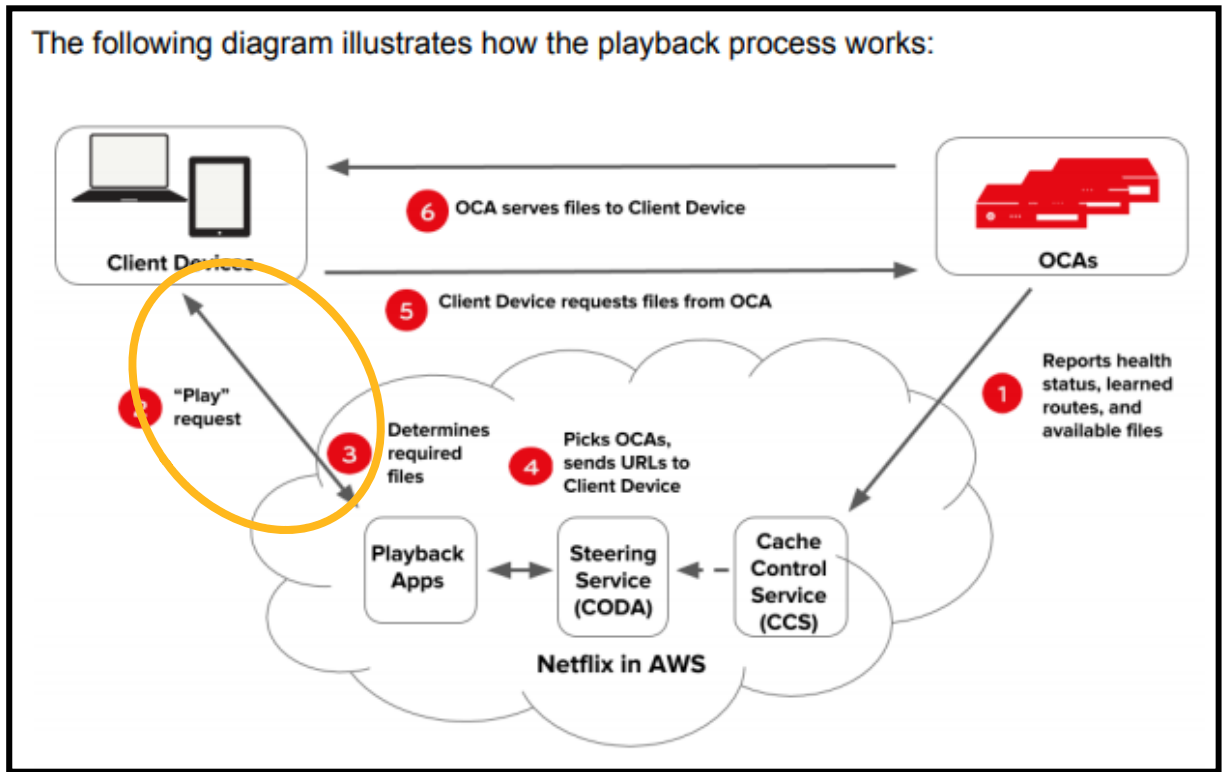 The following diagram illustrates how the playback process works:
Client Devices
OCAs
6
OCA serves files to Client Device
5
Client Device requests files from OCA
2
“Play”
request
3
Determines
required
files
4
Picks OCAs,
sends URLs to
Client Device
1
Reports health
status, learned
routes, and
available files
Playback
Apps
Steering
Service
(CODA)
Cache
Control
Service
(CCS)
Netflix in AWS